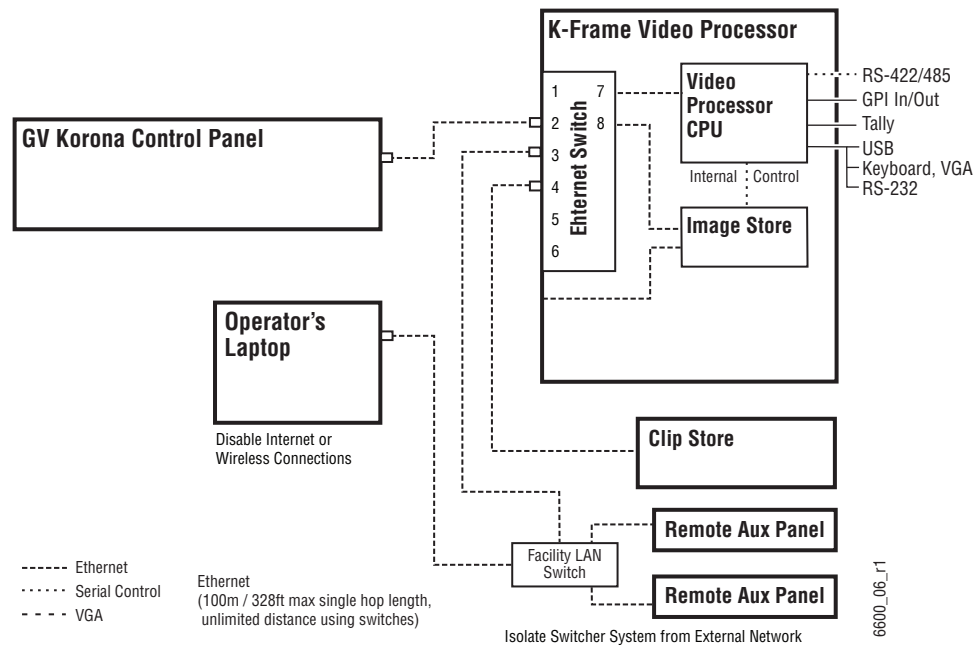 K-Frame Video Processor
1 7
2 8
3
4
5
6
Ehternet Switch
Video
Processor
CPU
RS-422/485
GPI In/Out
Tally
USB
Keyboard, VGA
RS-232
Internal Control
Image Store
GV Korona Control Panel
Operator's
Laptop
Disable Internet or
Wireless Connections
Clip Store
Remote Aux Panel
Facility LAN
Switch
Remote Aux Panel
Ethernet
Serial Control
VGA
Ethernet
(100m / 328ft max single hop length,
unlimited distance using switches)
Isolate Switcher System from External Network
6600_06_r1